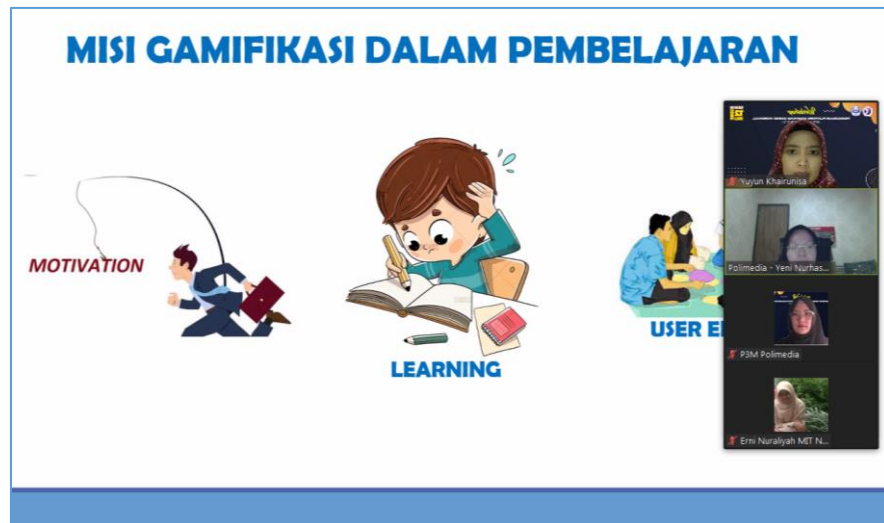 MISI GAMIFIKASI DALAM PEMBELAJARAN
MOTIVATION
LEARNING
USER
Yuyun Khairunisa
Polimedia - Yeni Nurhas...
P3M Polimedia
Erni Nuraliyah MIT N...